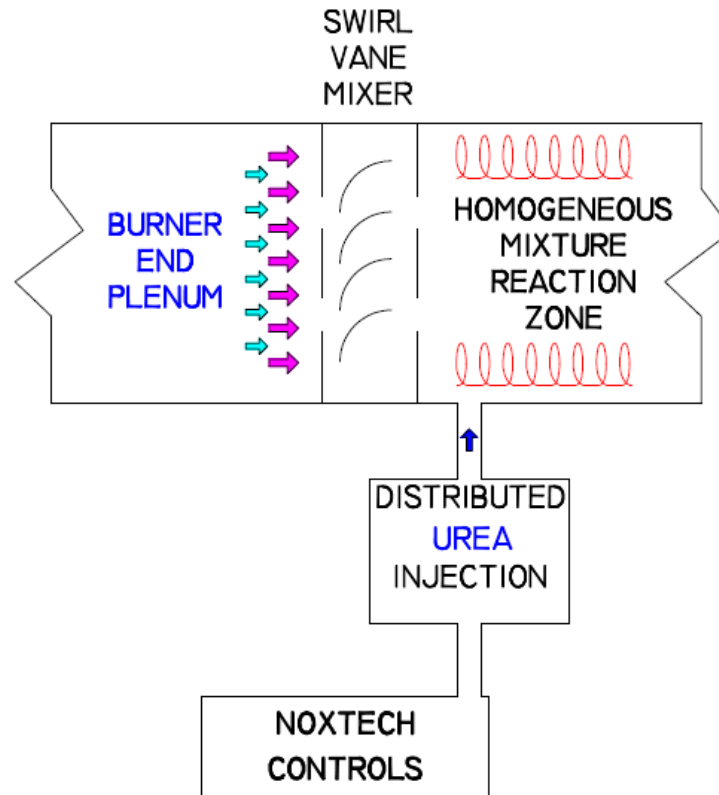 SWIRL
VANE
MIXER
BURNER
END
PLENUM
HOMOGENEOUS
MIXTURE
REACTION
ZONE
DISTRIBUTED
UREA
INJECTION
NOXTECH
CONTROLS